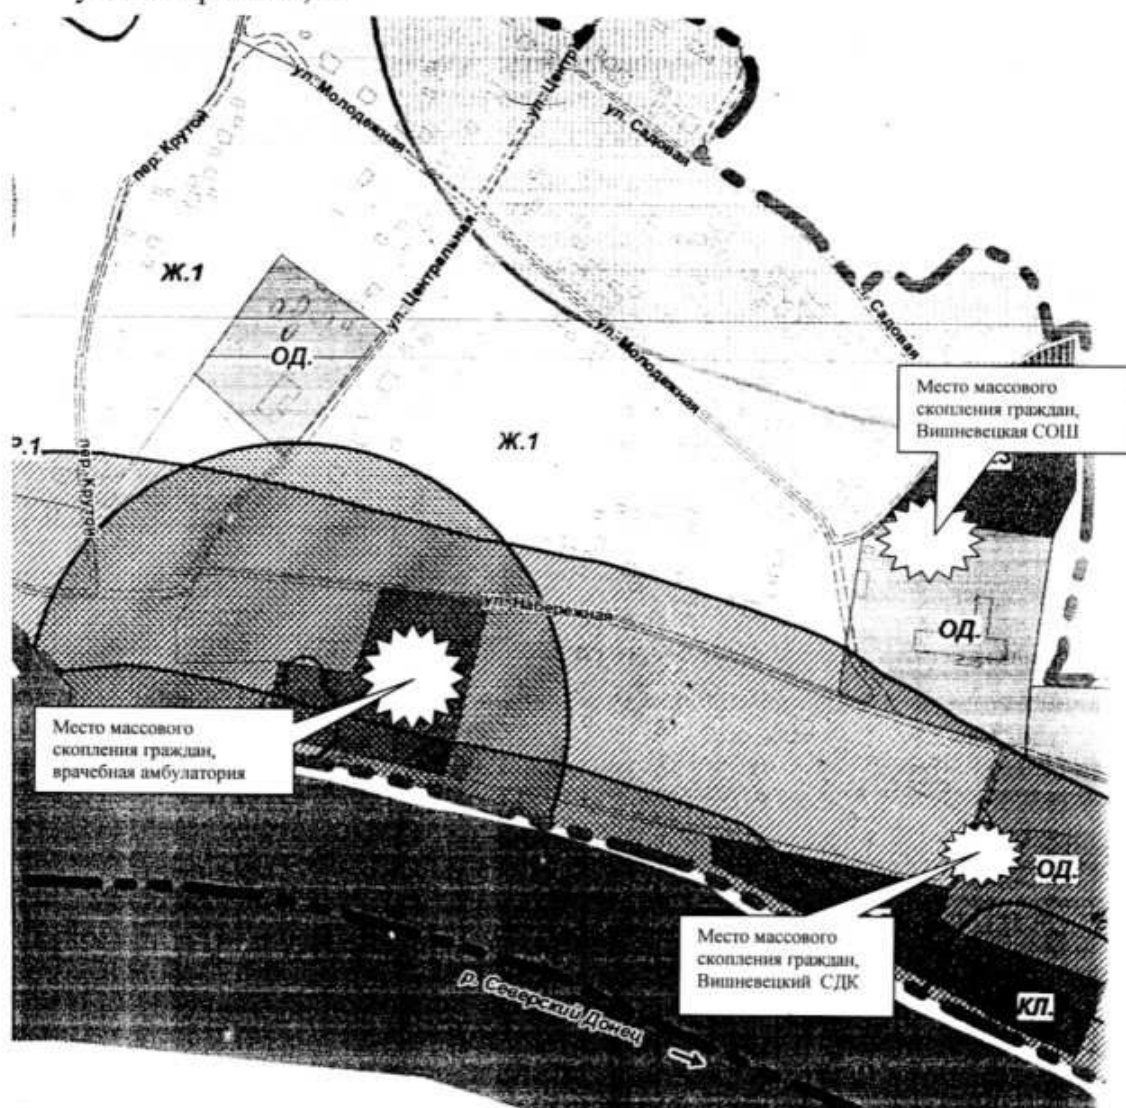 ул. Молодежная
ул. Центр
ул. Садовая
пер. Крутой
Ж.1
ул. Центральная
Садовая
ОД.
ул. Молодежная
Место массового
скопления граждан,
Вишневецкая СОШ
Р.1
Ж.1
пер. Крутой
ул. Набережная
ОД.
Место массового
скопления граждан,
врачебная амбулатория
ОД.
Место массового
скопления граждан,
Вишневецкий СДК
р. Северский Донец
КЛ.